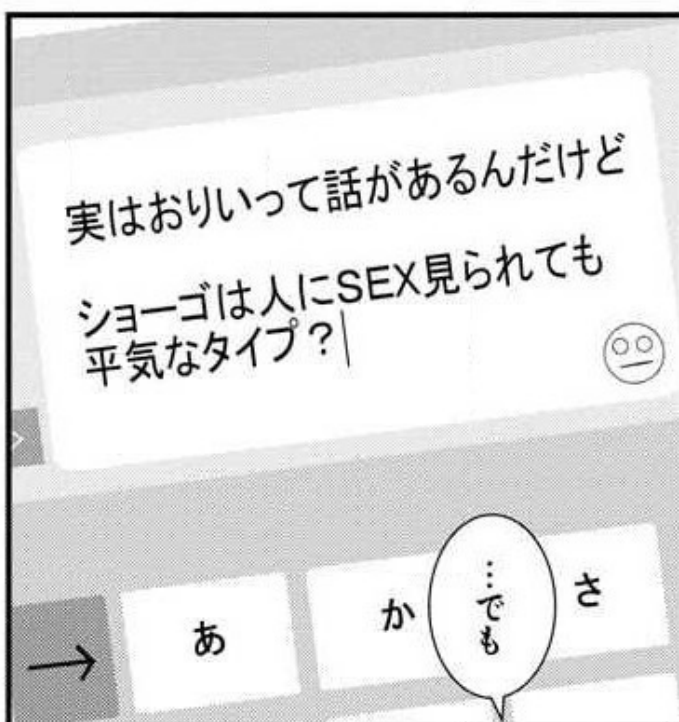 実はおりいって話があるんだけど
ショーゴは人にSEX見られても
平気なタイプ？
…でも
→
あ
か
さ